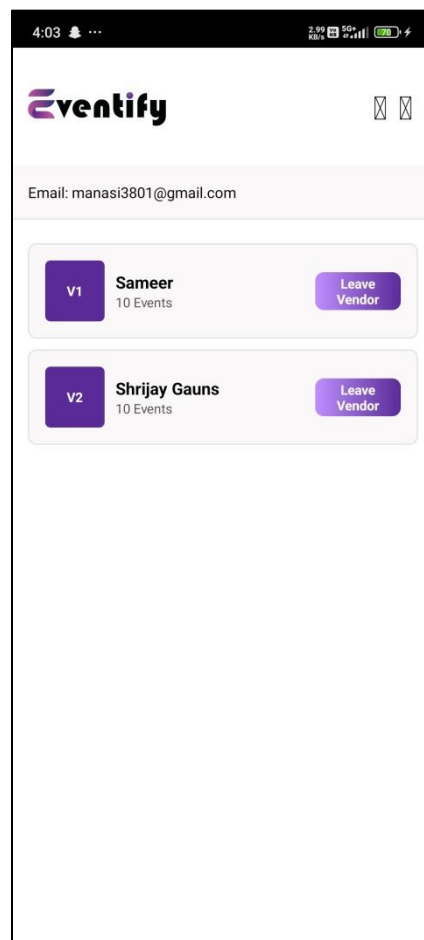 4:03 ...
2.99 KB/s 5G+ 70
Eventify
Email: manasi3801@gmail.com
V1 Sameer
10 Events
Leave
Vendor
V2 Shrijay Gauns
10 Events
Leave
Vendor